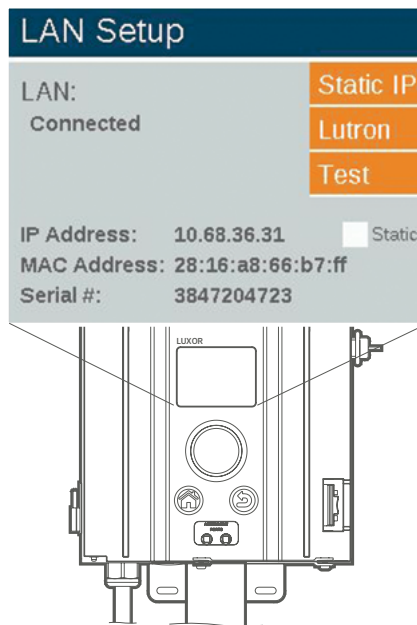 LAN Setup
LAN:
Connected
Static IP
Lutron
Test
IP Address: 10.68.36.31 Static
MAC Address: 28:16:a8:66:b7:ff
Serial #: 3847204723
LUXOR